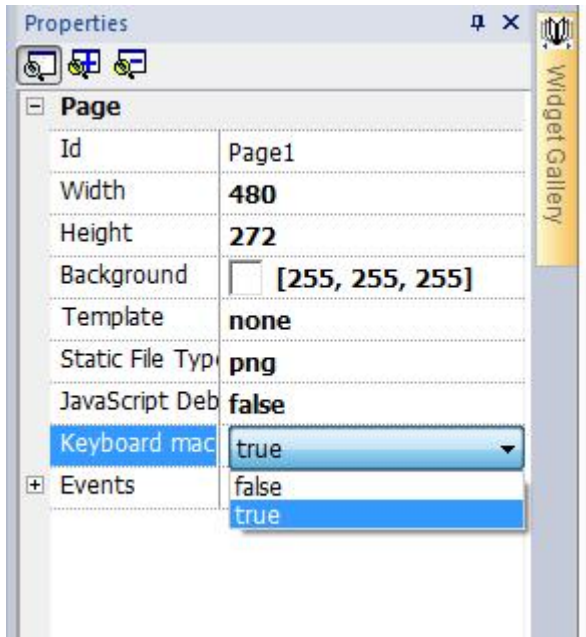 Properties
Page
Id Page1
Width 480
Height 272
Background [255, 255, 255]
Template none
Static File Typ png
JavaScript Deb false
Keyboard mac true
Events false
true
Widget Gallery